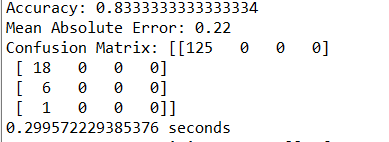 Accuracy: 0.8333333333333334
Mean Absolute Error: 0.22
Confusion Matrix: [[125   0   0   0]
 [ 18   0   0   0]
 [  6   0   0   0]
 [  1   0   0   0]]
0.299572229385376 seconds